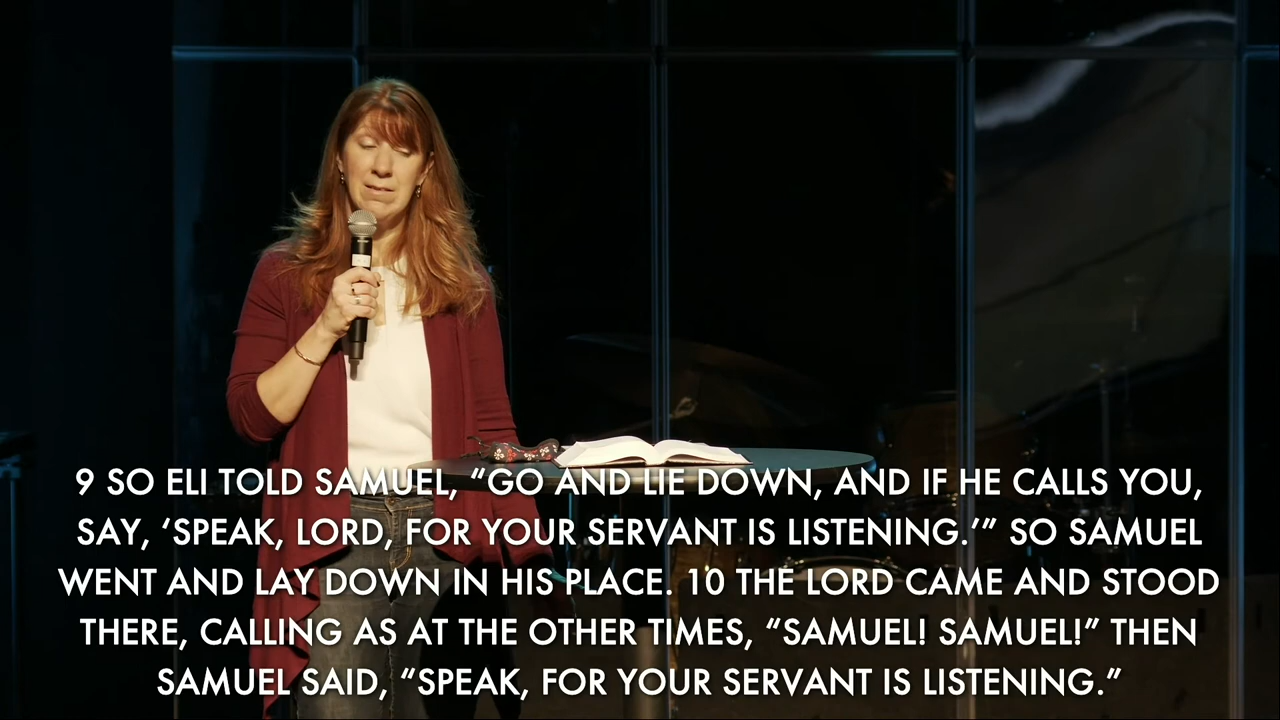 9 SO ELI TOLD SAMUEL, “GO AND LIE DOWN, AND IF HE CALLS YOU,
SAY, ‘SPEAK, LORD, FOR YOUR SERVANT IS LISTENING.’” SO SAMUEL
WENT AND LAY DOWN IN HIS PLACE. 10 THE LORD CAME AND STOOD
THERE, CALLING AS AT THE OTHER TIMES, “SAMUEL! SAMUEL!” THEN
SAMUEL SAID, “SPEAK, FOR YOUR SERVANT IS LISTENING.”